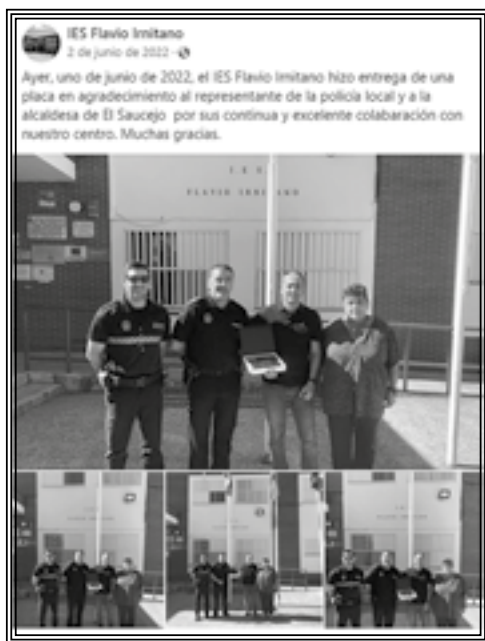 IES Flavio Irnitano
2 de junio de 2022 ·
Ayer, uno de junio de 2022, el IES Flavio Irnitano hizo entrega de una
placa en agradecimiento al representante de la policía local y a la
alcaldesa de El Saucejo por sus continua y excelente colabaración con
nuestro centro. Muchas gracias.
I. E. S.
FLAVIO IRNITANO